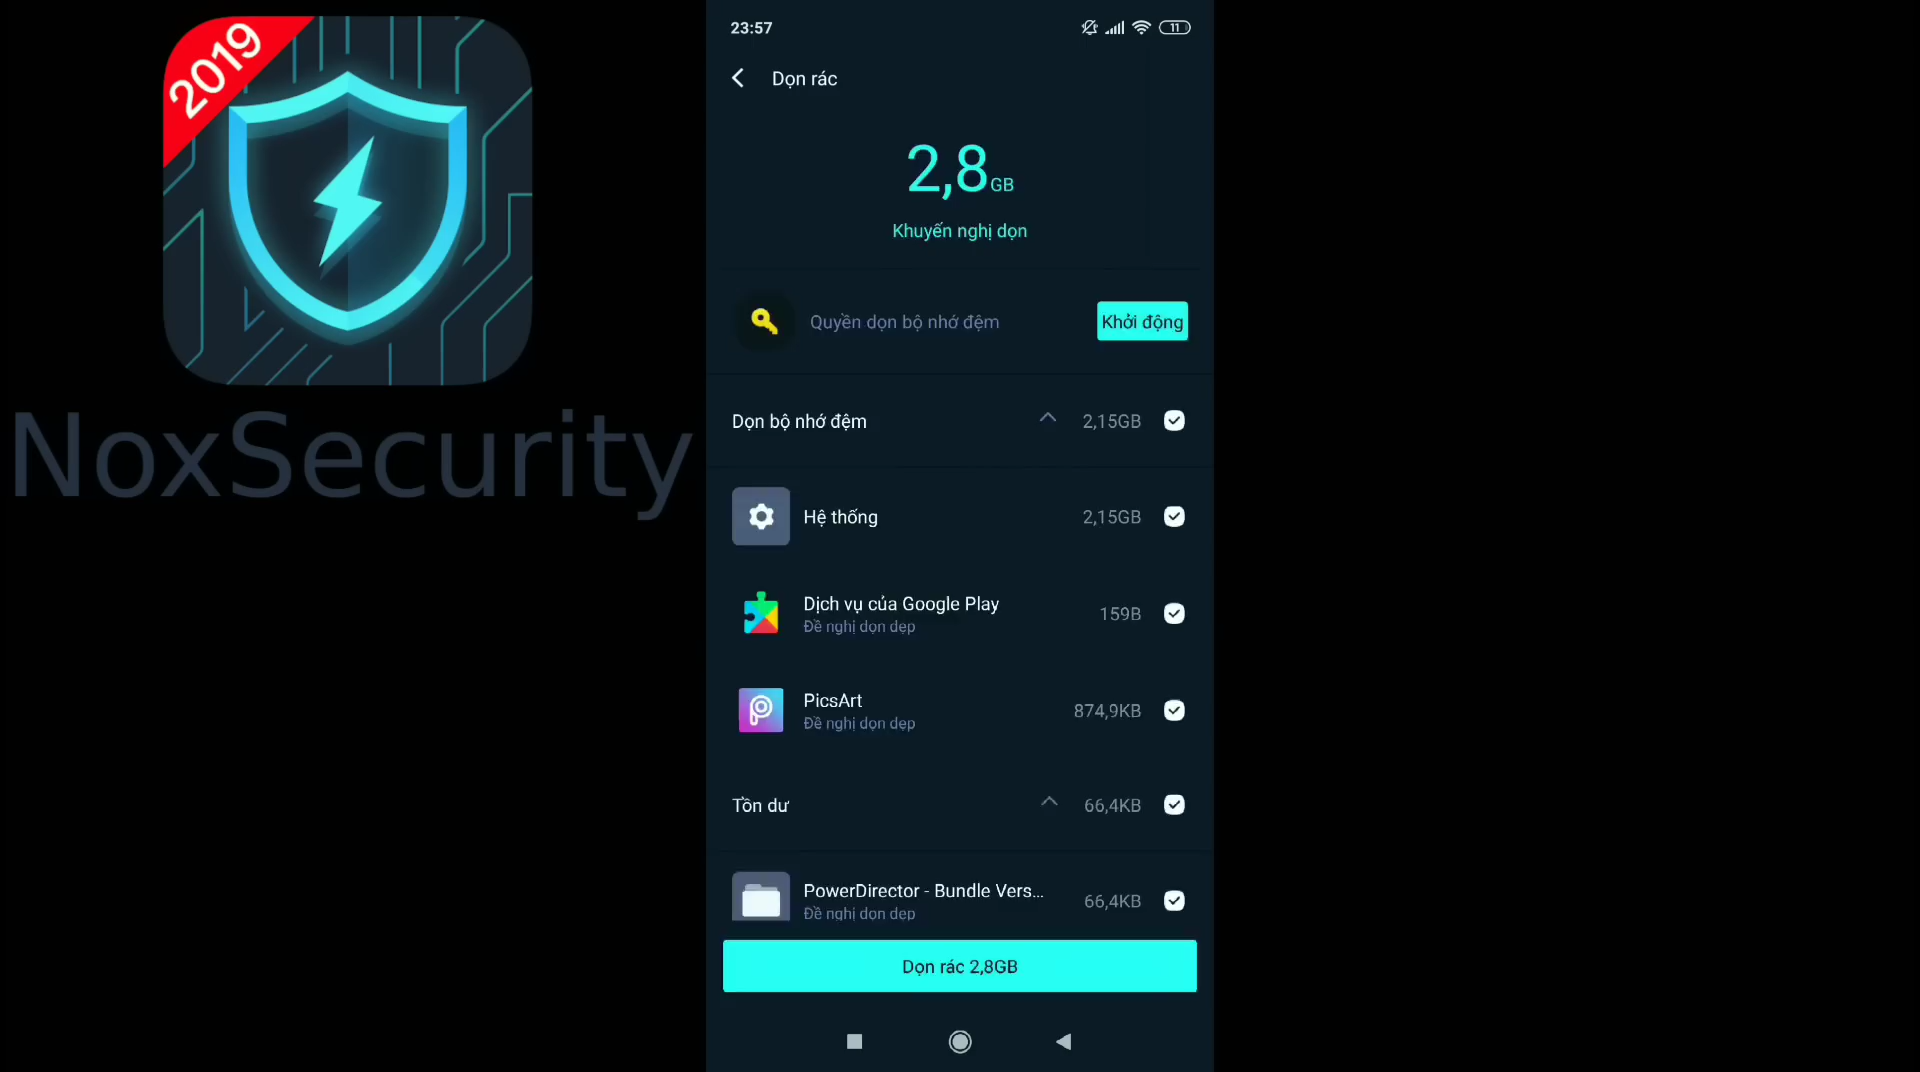 2019
NoxSecurity
23:57
11
Dọn rác
2,8GB
Khuyến nghị dọn
Quyền dọn bộ nhớ đệm
Khởi động
Dọn bộ nhớ đệm
2,15GB
Hệ thống
2,15GB
Dịch vụ của Google Play
Đề nghị dọn dẹp
159B
PicsArt
Đề nghị dọn dẹp
874,9KB
Tồn dư
66,4KB
PowerDirector - Bundle Vers...
Đề nghị dọn dẹp
66,4KB
Dọn rác 2,8GB